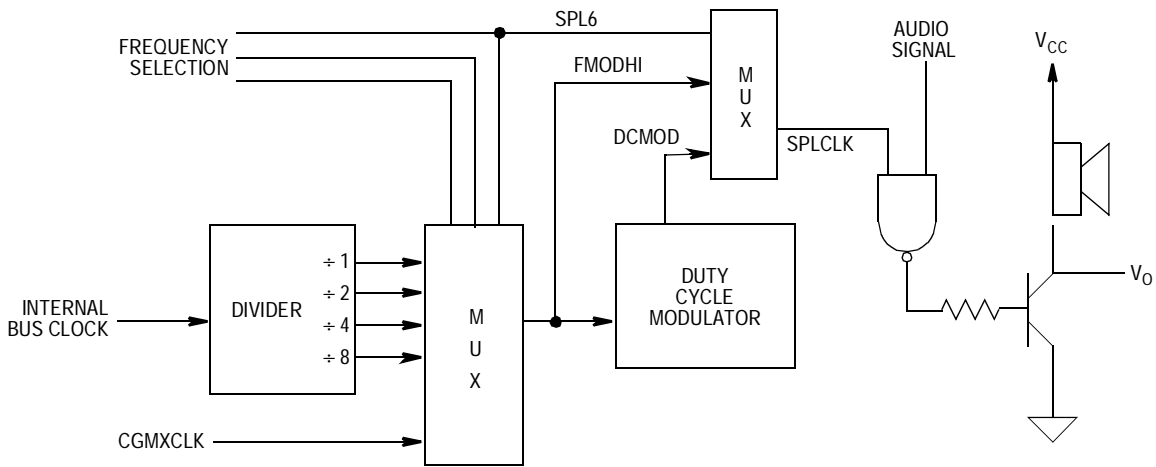 SPL6
FREQUENCY
SELECTION
FMODHI
DCMOD
M
U
X
SPLCLK
AUDIO
SIGNAL
VCC
INTERNAL
BUS CLOCK
DIVIDER
÷ 1
÷ 2
÷ 4
÷ 8
M
U
X
DUTY
CYCLE
MODULATOR
VO
CGMXCLK